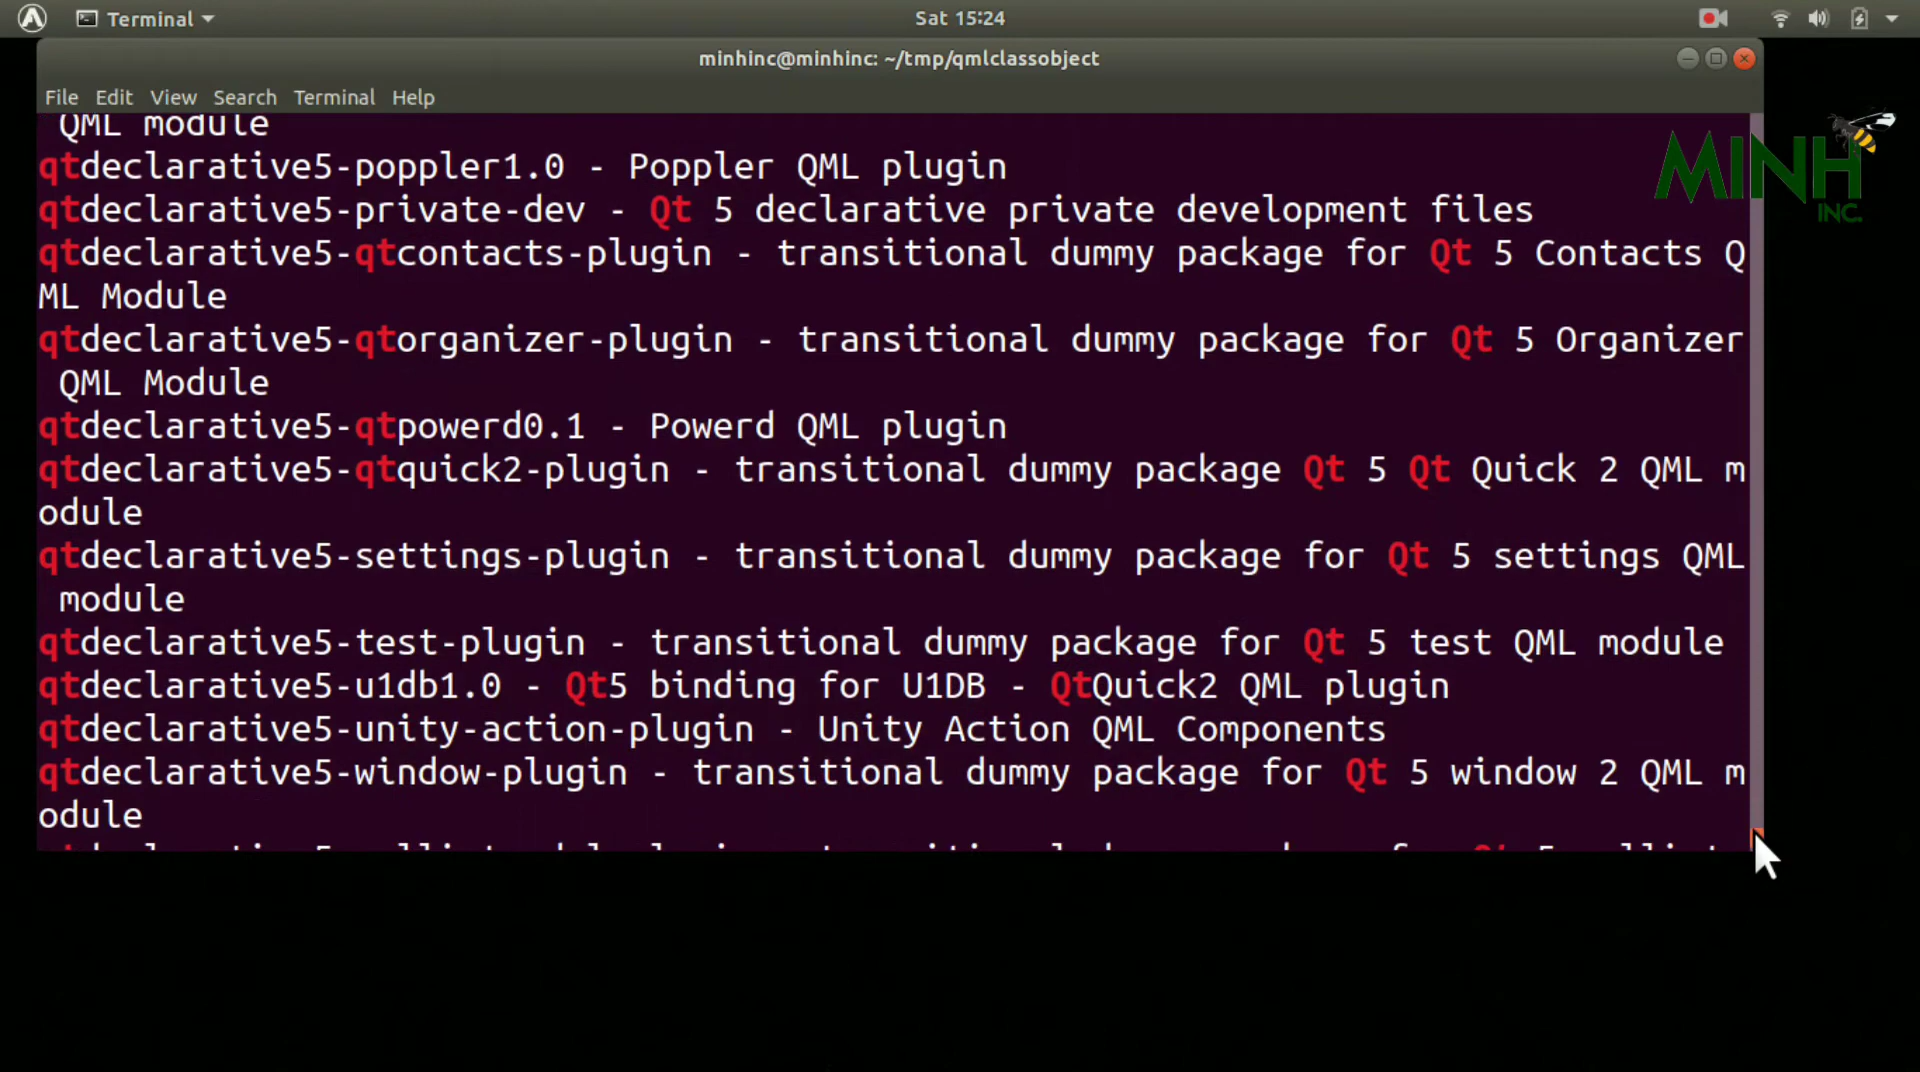 Terminal
Sat 15:24
minhinc@minhinc: ~/tmp/qmlclassobject
File Edit View Search Terminal Help
QML module
qtdeclarative5-poppler1.0 - Poppler QML plugin
qtdeclarative5-private-dev - Qt 5 declarative private development files
qtdeclarative5-qtcontacts-plugin - transitional dummy package for Qt 5 Contacts Q
ML Module
qtdeclarative5-qtorganizer-plugin - transitional dummy package for Qt 5 Organizer
QML Module
qtdeclarative5-qtpowerd0.1 - Powerd QML plugin
qtdeclarative5-qtquick2-plugin - transitional dummy package Qt 5 Qt Quick 2 QML m
odule
qtdeclarative5-settings-plugin - transitional dummy package for Qt 5 settings QML
module
qtdeclarative5-test-plugin - transitional dummy package for Qt 5 test QML module
qtdeclarative5-u1db1.0 - Qt5 binding for U1DB - QtQuick2 QML plugin
qtdeclarative5-unity-action-plugin - Unity Action QML Components
qtdeclarative5-window-plugin - transitional dummy package for Qt 5 window 2 QML m
odule
MINH
INC.